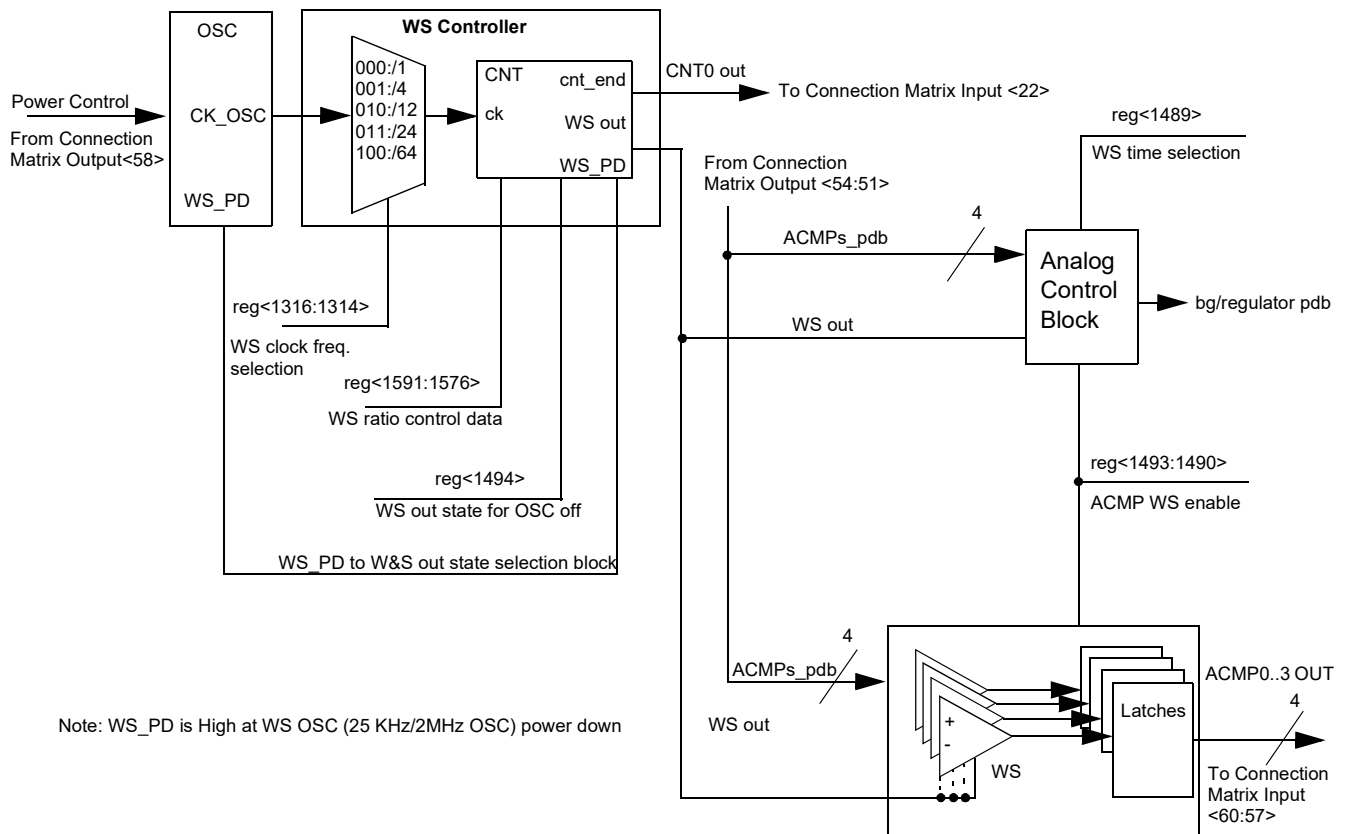 OSC
WS Controller
000:/1
001:/4
010:/12
011:/24
100:/64
CNT
cnt_end
ck
WS out
WS_PD
CNT0 out
To Connection Matrix Input <22>
Power Control
CK_OSC
From Connection
Matrix Output<58>
WS_PD
reg<1489>
WS time selection
From Connection
Matrix Output <54:51>
4
ACMPs_pdb
Analog
Control
Block
bg/regulator pdb
WS out
reg<1316:1314>
WS clock freq.
selection
reg<1591:1576>
WS ratio control data
reg<1494>
WS out state for OSC off
reg<1493:1490>
ACMP WS enable
WS_PD to W&S out state selection block
4
ACMPs_pdb
WS out
+
-
WS
Latches
ACMP0..3 OUT
4
To Connection
Matrix Input
<60:57>
Note: WS_PD is High at WS OSC (25 KHz/2MHz OSC) power down